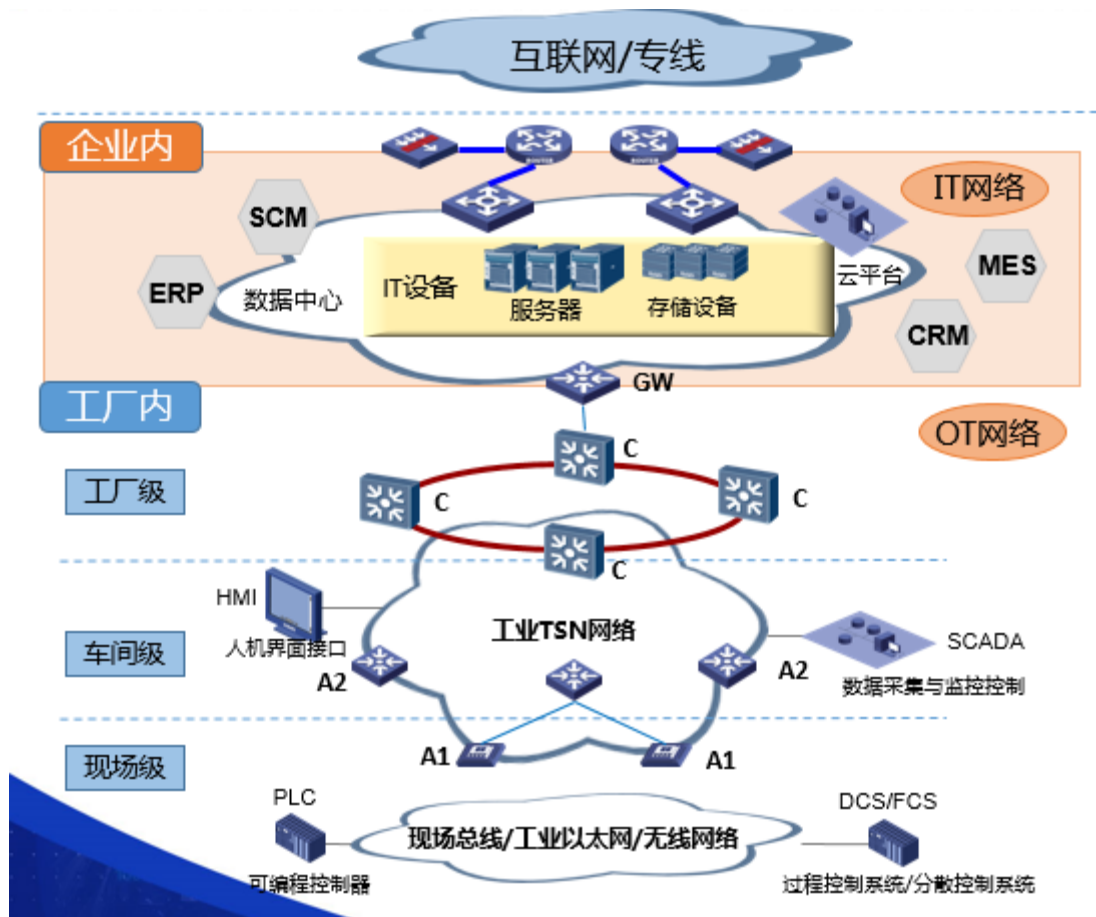 互联网/专线
企业内
ROUTER
ROUTER
IT网络
SCM
ERP
MES
CRM
数据中心
IT设备
服务器
存储设备
云平台
GW
工厂内
OT网络
工厂级
C
C
C
C
HMI
人机界面接口
工业TSN网络
车间级
A2
A2
SCADA
数据采集与监控控制
现场级
A1
A1
PLC
可编程控制器
现场总线/工业以太网/无线网络
DCS/FCS
过程控制系统/分散控制系统